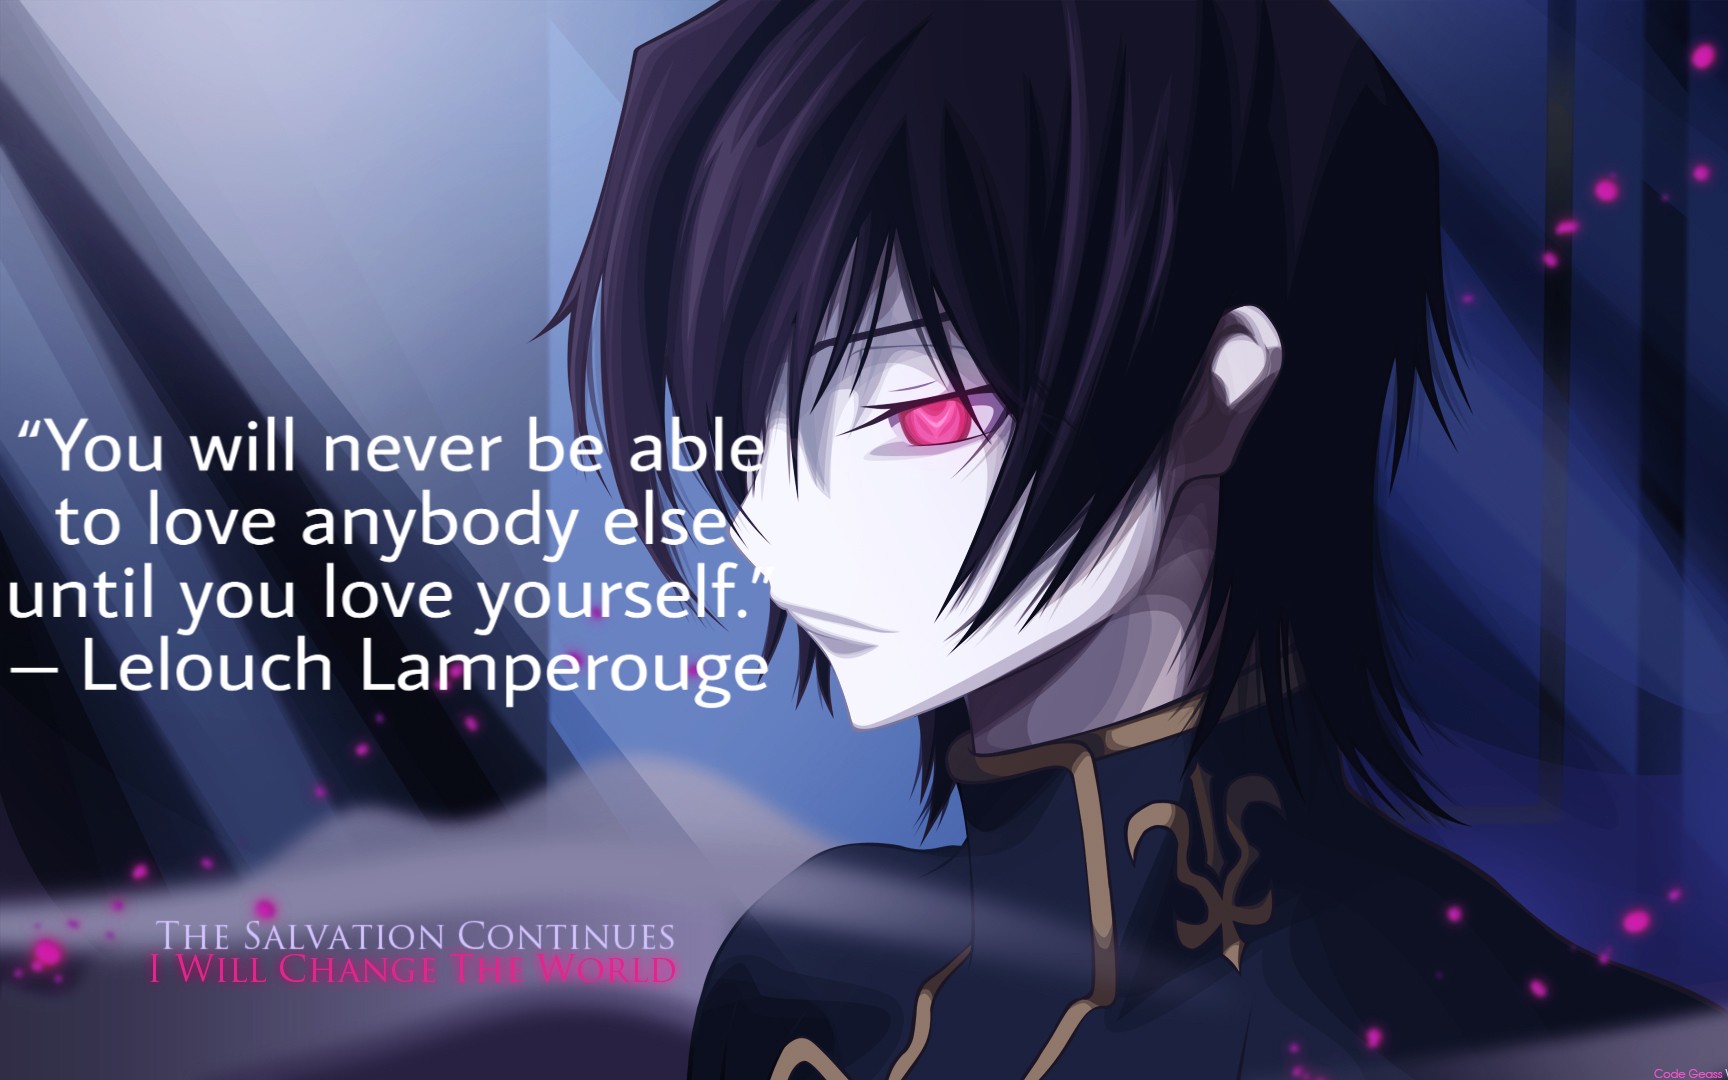 “You will never be able
to love anybody else
until you love yourself.”
— Lelouch Lamperouge
The Salvation Continues
I Will Change The World
Code Geass